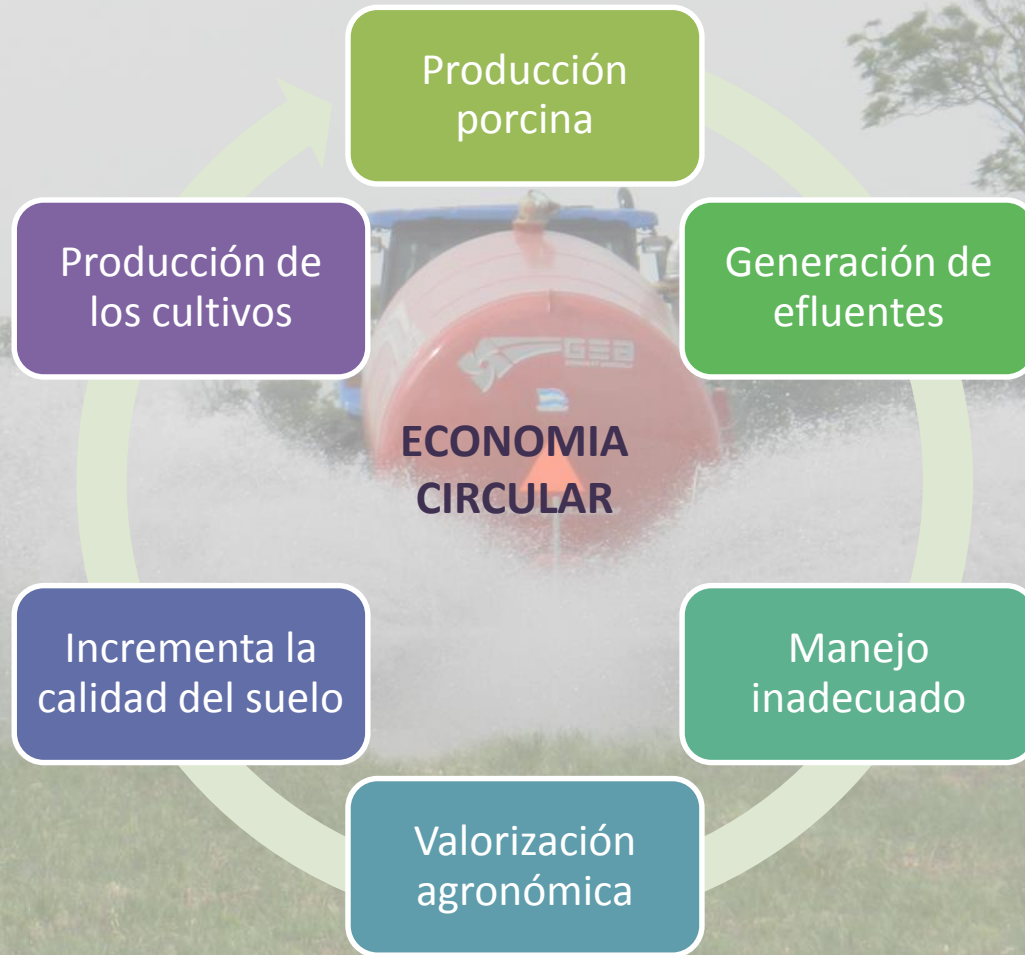 Producción
porcina
Generación de
efluentes
Manejo
inadecuado
Valorización
agronómica
Incrementa la
calidad del suelo
Producción de
los cultivos
ECONOMIA
CIRCULAR
GEA